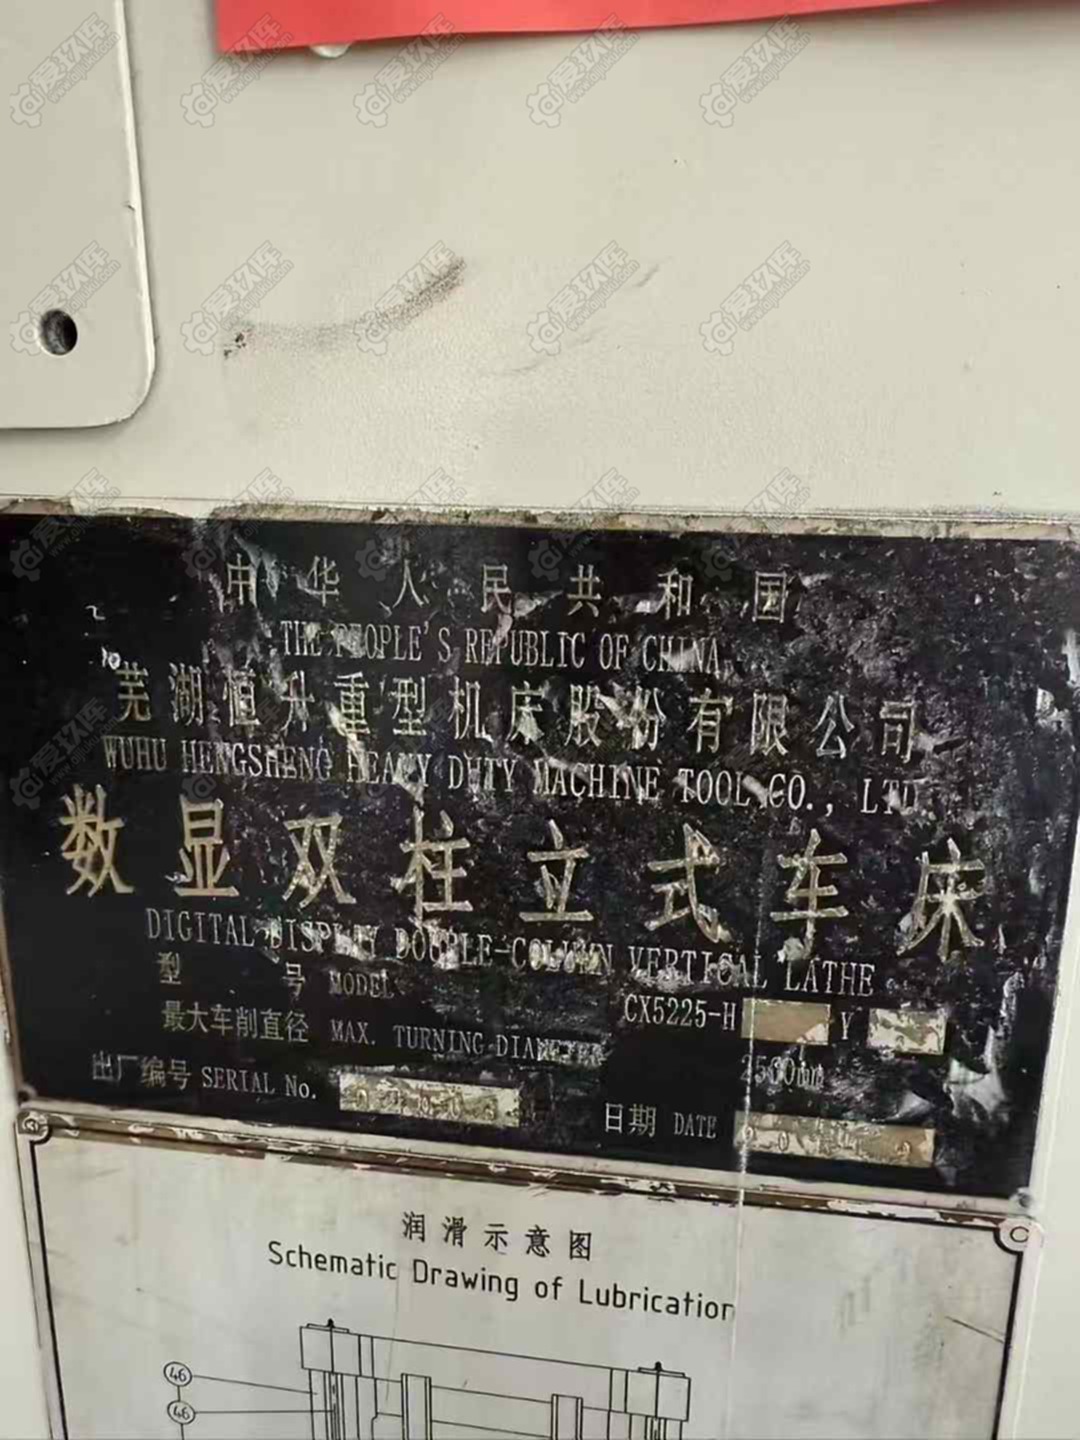 中华人民共和国
THE PEOPLE'S REPUBLIC OF CHINA
芜湖恒升重型机床股份有限公司
WUHU HENGSHENG HEAVY DUTY MACHINE TOOL CO., LTD
数显双柱立式车床
DIGITAL DISPLAY DOUBLE-COLUMN VERTICAL LATHE
型号 MODEL CX5225-H Y
最大车削直径 MAX. TURNING DIAMETER 2500mm
出厂编号 SERIAL No.
日期 DATE
润滑示意图
Schematic Drawing of Lubrication
46
46
爱玖库